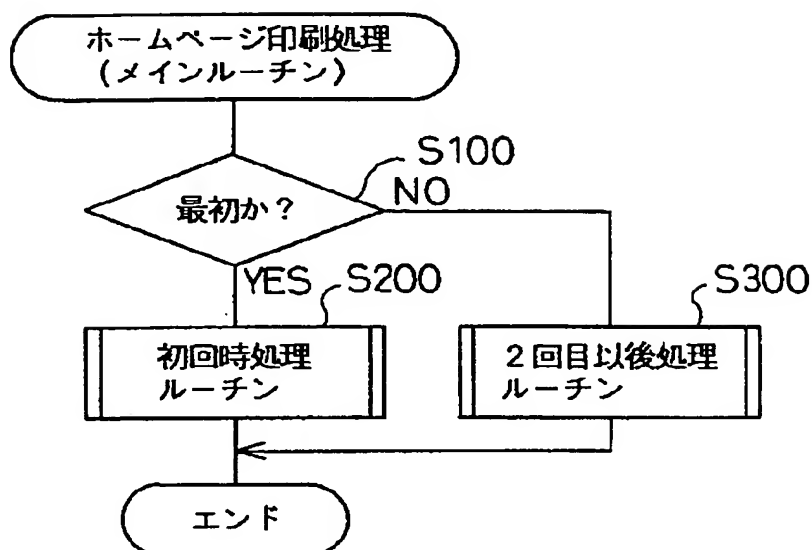 ホームページ印刷処理
(メインルーチン)
S100
最初か?
NO
YES
S200
S300
初回時処理
ルーチン
2回目以後処理
ルーチン
エンド